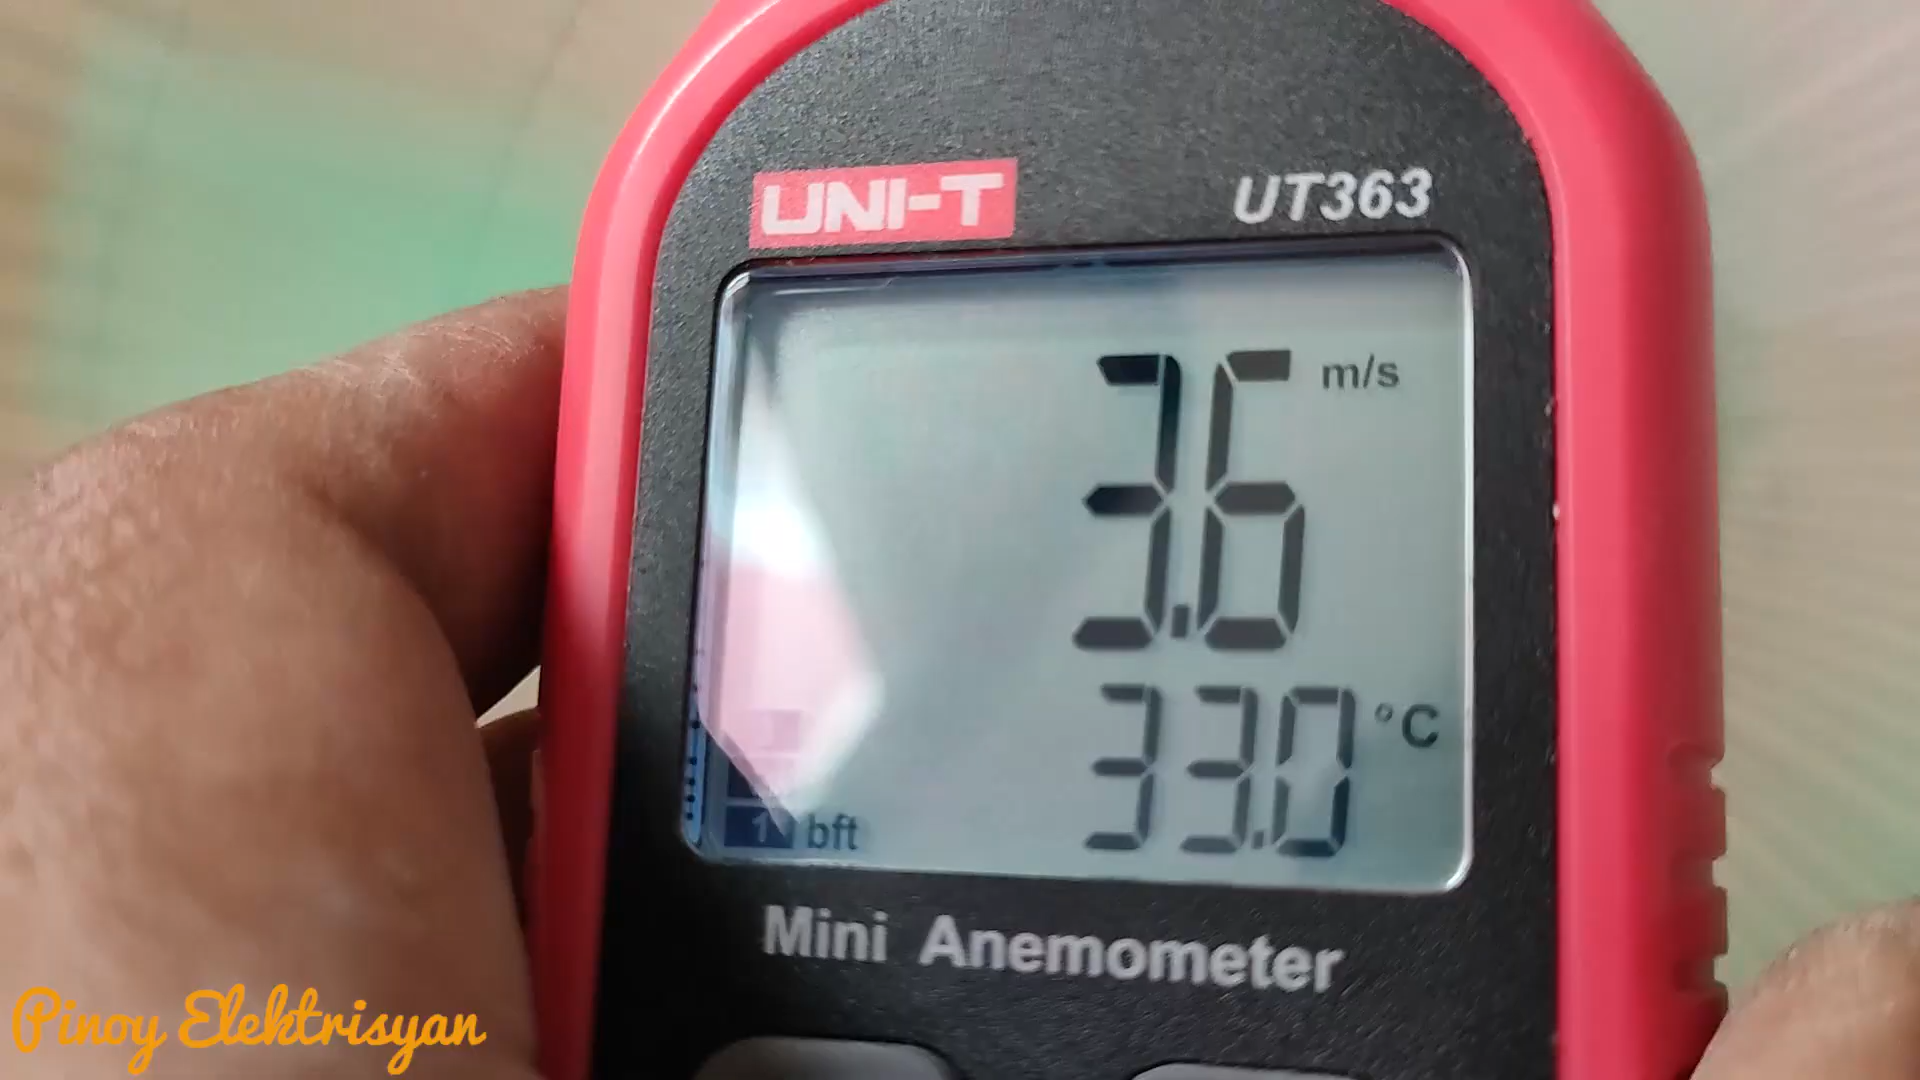 UNI-T UT363
3.6 m/s
33.0 °C
1 bft
Mini Anemometer
Pinoy Elektrisyan